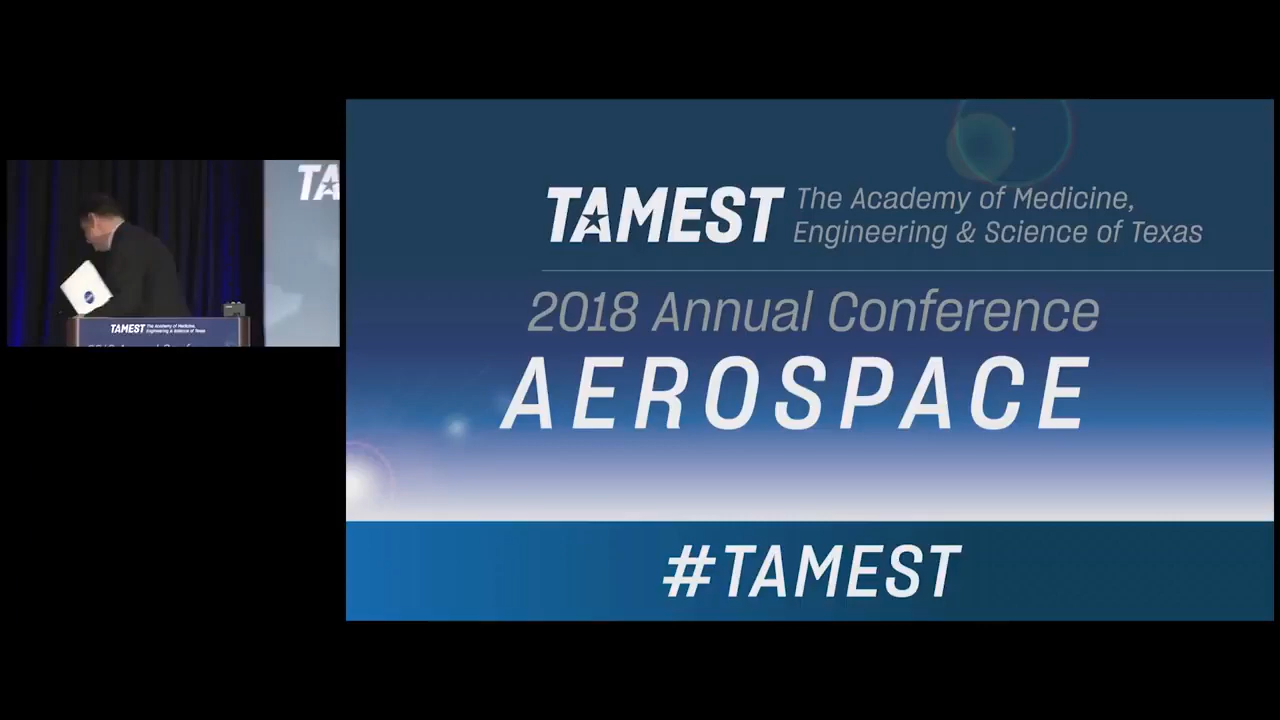 TA
TAMEST The Academy of Medicine,
Engineering & Science of Texas
TAMEST The Academy of Medicine,
Engineering & Science of Texas
2018 Annual Conference
AEROSPACE
#TAMEST